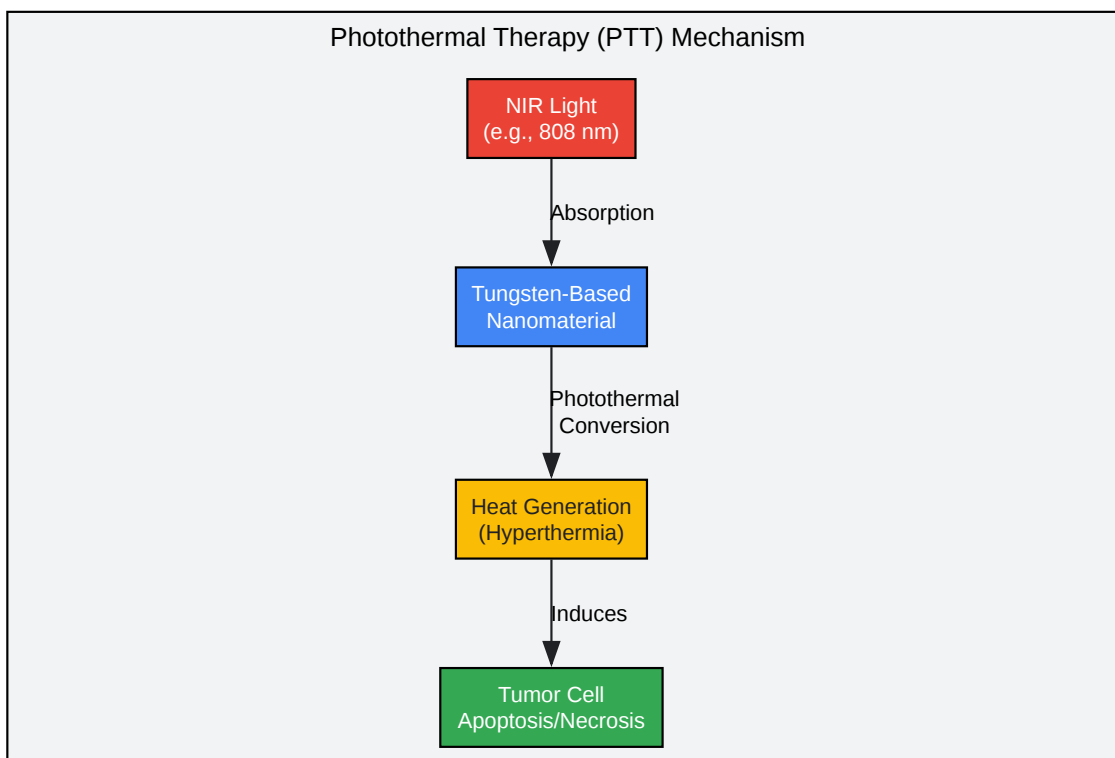 Photothermal Therapy (PTT) Mechanism
NIR Light
(e.g., 808 nm)
Absorption
Tungsten-Based
Nanomaterial
Photothermal
Conversion
Heat Generation
(Hyperthermia)
Induces
Tumor Cell
Apoptosis/Necrosis